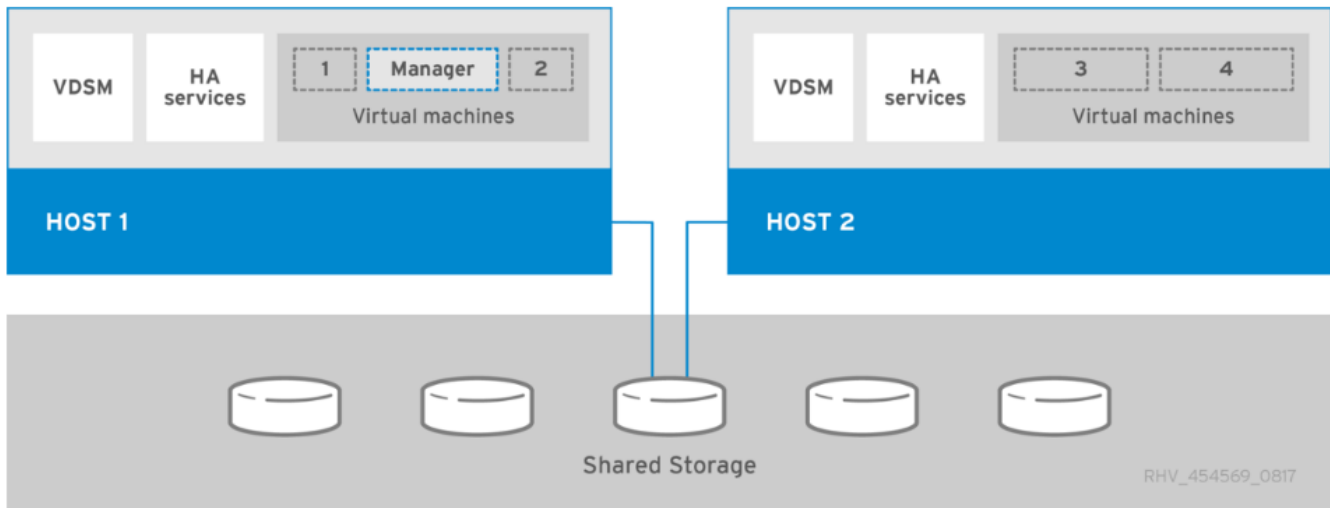 VDSM
HA
services
1
Manager
2
Virtual machines
HOST 1
VDSM
HA
services
3
4
Virtual machines
HOST 2
Shared Storage
RHV_454569_0817